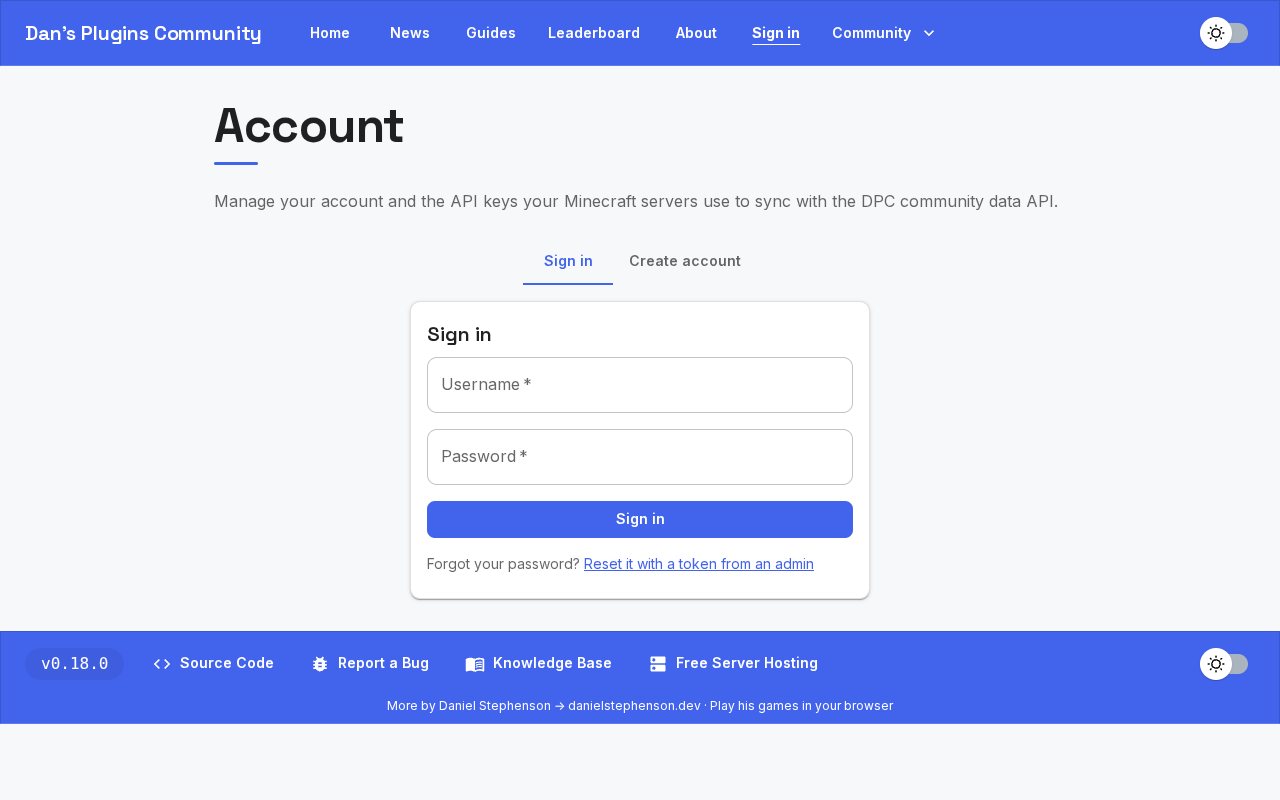 Dan's Plugins Community Home News Guides Leaderboard About Sign in Community
Account
Manage your account and the API keys your Minecraft servers use to sync with the DPC community data API.
Sign in Create account
Sign in
Username *
Password *
Sign in
Forgot your password? Reset it with a token from an admin
v0.18.0 Source Code Report a Bug Knowledge Base Free Server Hosting
More by Daniel Stephenson → danielstephenson.dev · Play his games in your browser